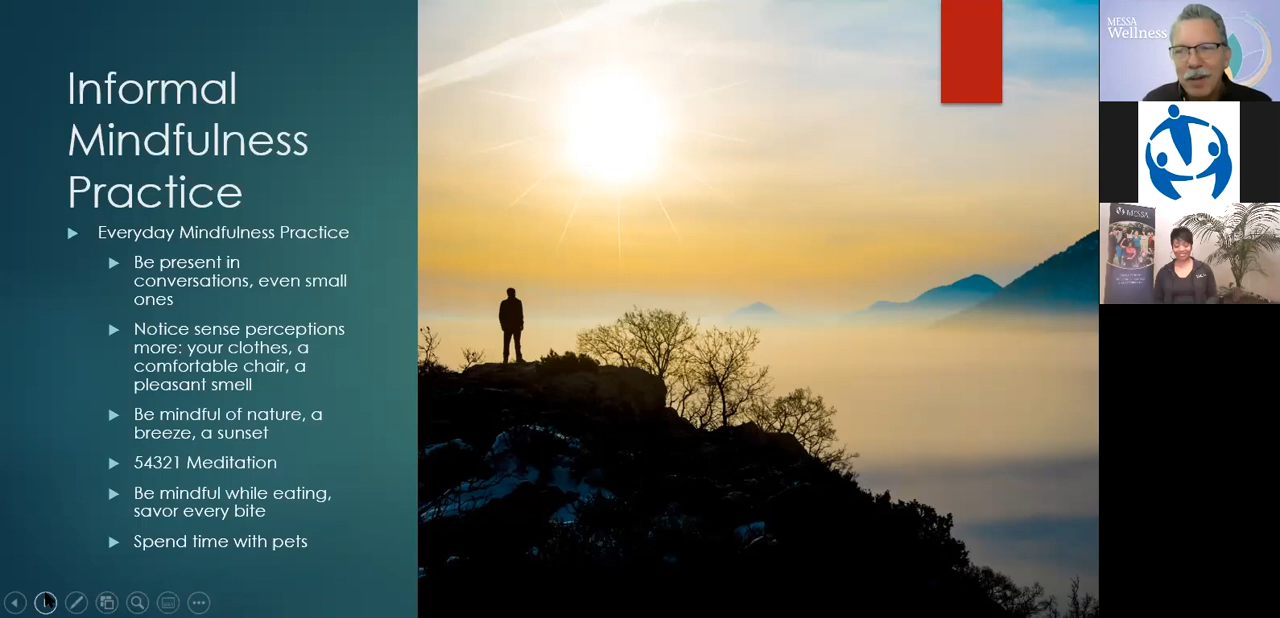 Informal
Mindfulness
Practice
Everyday Mindfulness Practice
Be present in
conversations, even small
ones
Notice sense perceptions
more: your clothes, a
comfortable chair, a
pleasant smell
Be mindful of nature, a
breeze, a sunset
54321 Meditation
Be mindful while eating,
savor every bite
Spend time with pets
MESSA
Wellness
MESSA